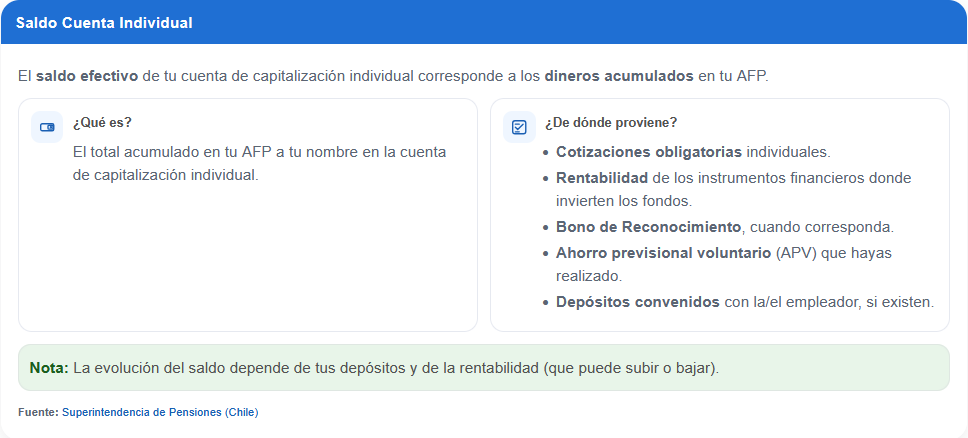 Saldo Cuenta Individual
El saldo efectivo de tu cuenta de capitalización individual corresponde a los dineros acumulados en tu AFP.
¿Qué es?
El total acumulado en tu AFP a tu nombre en la cuenta
de capitalización individual.
¿De dónde proviene?
• Cotizaciones obligatorias individuales.
• Rentabilidad de los instrumentos financieros donde
invierten los fondos.
• Bono de Reconocimiento, cuando corresponda.
• Ahorro previsional voluntario (APV) que hayas
realizado.
• Depósitos convenidos con la/el empleador, si existen.
Nota: La evolución del saldo depende de tus depósitos y de la rentabilidad (que puede subir o bajar).
Fuente: Superintendencia de Pensiones (Chile)